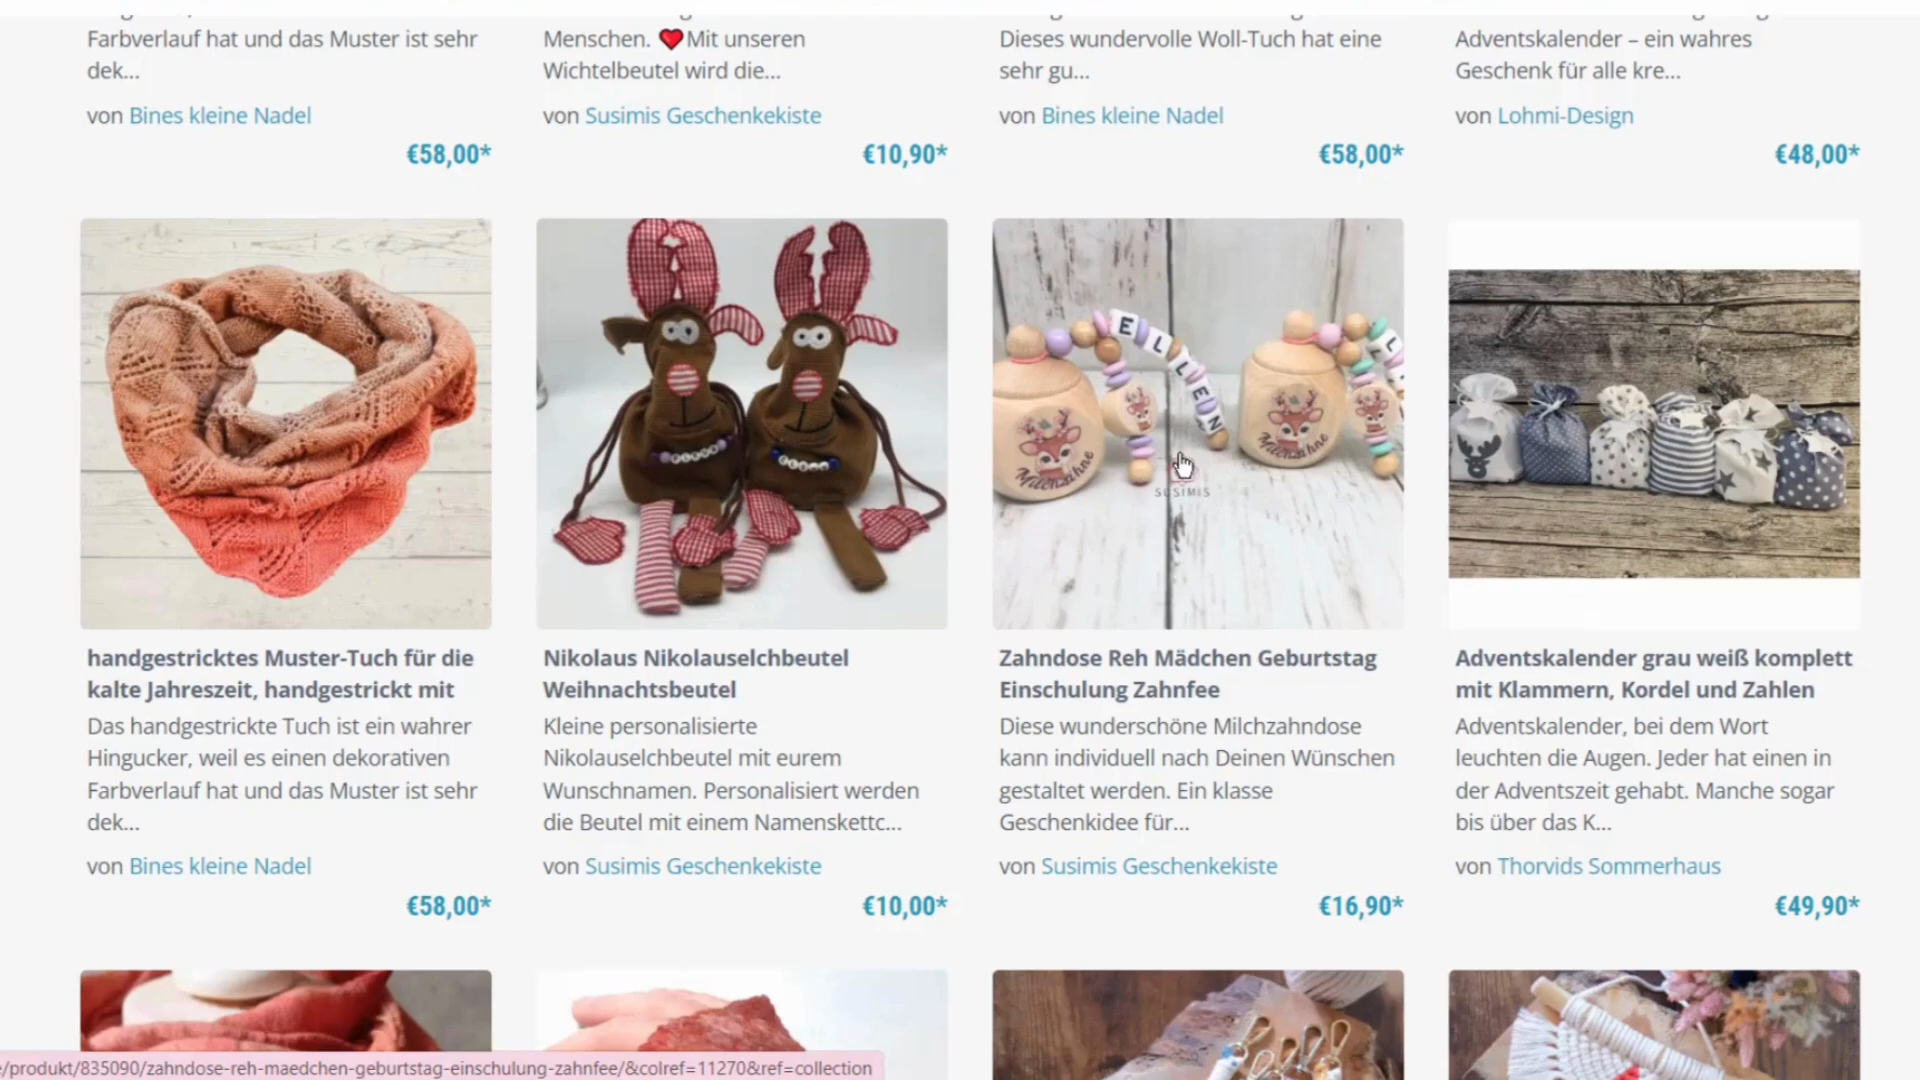 Farbverlauf hat und das Muster ist sehr
dek...
von Bines kleine Nadel
€58,00*
Menschen. ❤️Mit unseren
Wichtelbeutel wird die...
von Susimis Geschenkekiste
€10,90*
Dieses wundervolle Woll-Tuch hat eine
sehr gu...
von Bines kleine Nadel
€58,00*
Adventskalender – ein wahres
Geschenk für alle kre...
von Lohmi-Design
€48,00*
ELLEN
Milchzähne
Milchzähne
SUSIMIS
handgestricktes Muster-Tuch für die
kalte Jahreszeit, handgestrickt mit
Das handgestrickte Tuch ist ein wahrer
Hingucker, weil es einen dekorativen
Farbverlauf hat und das Muster ist sehr
dek...
von Bines kleine Nadel
€58,00*
Nikolaus Nikolauselchbeutel
Weihnachtsbeutel
Kleine personalisierte
Nikolauselchbeutel mit eurem
Wunschnamen. Personalisiert werden
die Beutel mit einem Namenskettc...
von Susimis Geschenkekiste
€10,00*
Zahndose Reh Mädchen Geburtstag
Einschulung Zahnfee
Diese wunderschöne Milchzahndose
kann individuell nach Deinen Wünschen
gestaltet werden. Ein klasse
Geschenkidee für...
von Susimis Geschenkekiste
€16,90*
Adventskalender grau weiß komplett
mit Klammern, Kordel und Zahlen
Adventskalender, bei dem Wort
leuchten die Augen. Jeder hat einen in
der Adventszeit gehabt. Manche sogar
bis über das K...
von Thorvids Sommerhaus
€49,90*
/produkt/835090/zahndose-reh-maedchen-geburtstag-einschulung-zahnfee/&colref=11270&ref=collection